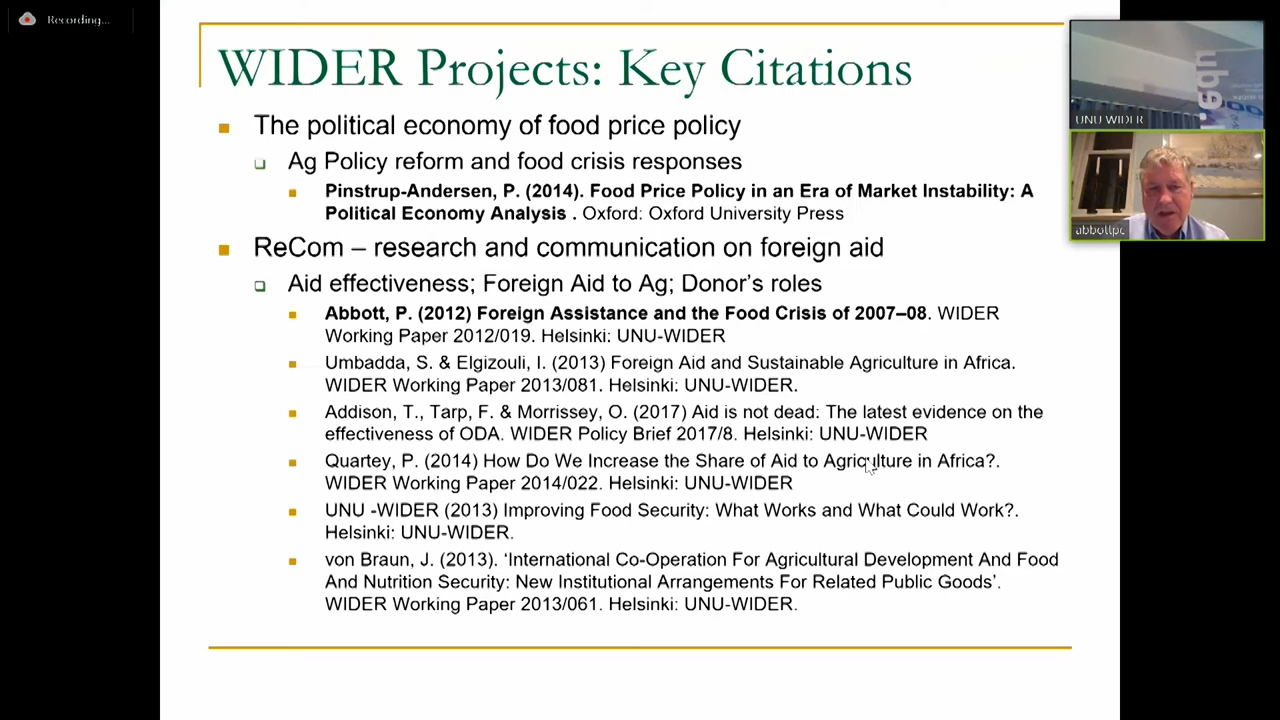 Recording...
WIDER Projects: Key Citations
The political economy of food price policy
Ag Policy reform and food crisis responses
Pinstrup-Andersen, P. (2014). Food Price Policy in an Era of Market Instability: A
Political Economy Analysis . Oxford: Oxford University Press
ReCom – research and communication on foreign aid
Aid effectiveness; Foreign Aid to Ag; Donor's roles
Abbott, P. (2012) Foreign Assistance and the Food Crisis of 2007–08. WIDER
Working Paper 2012/019. Helsinki: UNU-WIDER
Umbadda, S. & Elgizouli, I. (2013) Foreign Aid and Sustainable Agriculture in Africa.
WIDER Working Paper 2013/081. Helsinki: UNU-WIDER.
Addison, T., Tarp, F. & Morrissey, O. (2017) Aid is not dead: The latest evidence on the
effectiveness of ODA. WIDER Policy Brief 2017/8. Helsinki: UNU-WIDER
Quartey, P. (2014) How Do We Increase the Share of Aid to Agriculture in Africa?.
WIDER Working Paper 2014/022. Helsinki: UNU-WIDER
UNU -WIDER (2013) Improving Food Security: What Works and What Could Work?.
Helsinki: UNU-WIDER.
von Braun, J. (2013). ‘International Co-Operation For Agricultural Development And Food
And Nutrition Security: New Institutional Arrangements For Related Public Goods’.
WIDER Working Paper 2013/061. Helsinki: UNU-WIDER.
UNU WIDER
abbottpc